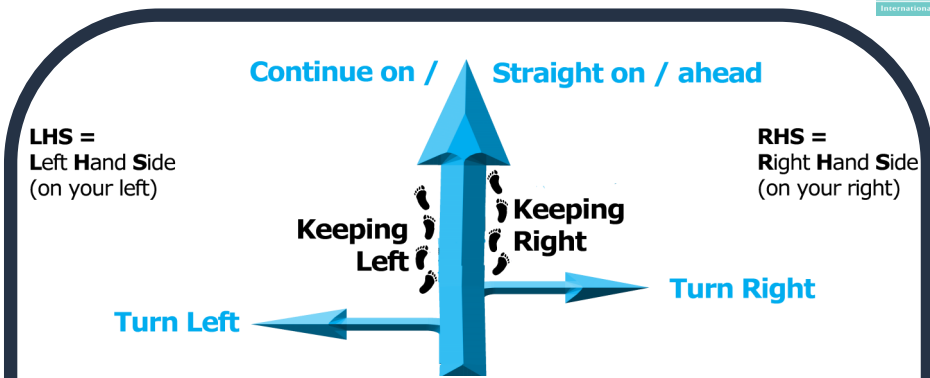 International
Continue on / Straight on / ahead
LHS =
Left Hand Side
(on your left)
RHS =
Right Hand Side
(on your right)
Keeping
Left
Keeping
Right
Turn Right
Turn Left